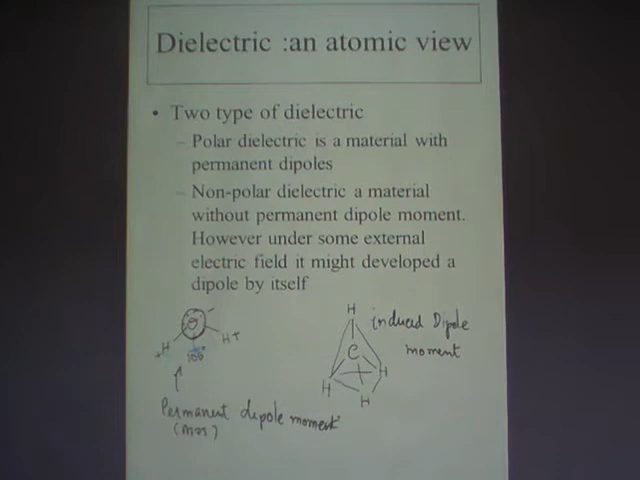 Dielectric :an atomic view
• Two type of dielectric
– Polar dielectric is a material with
permanent dipoles
– Non-polar dielectric a material
without permanent dipole moment.
However under some external
electric field it might developed a
dipole by itself
H
induced Dipole
moment
C
H
H
H
H
H+
Permanent dipole moment